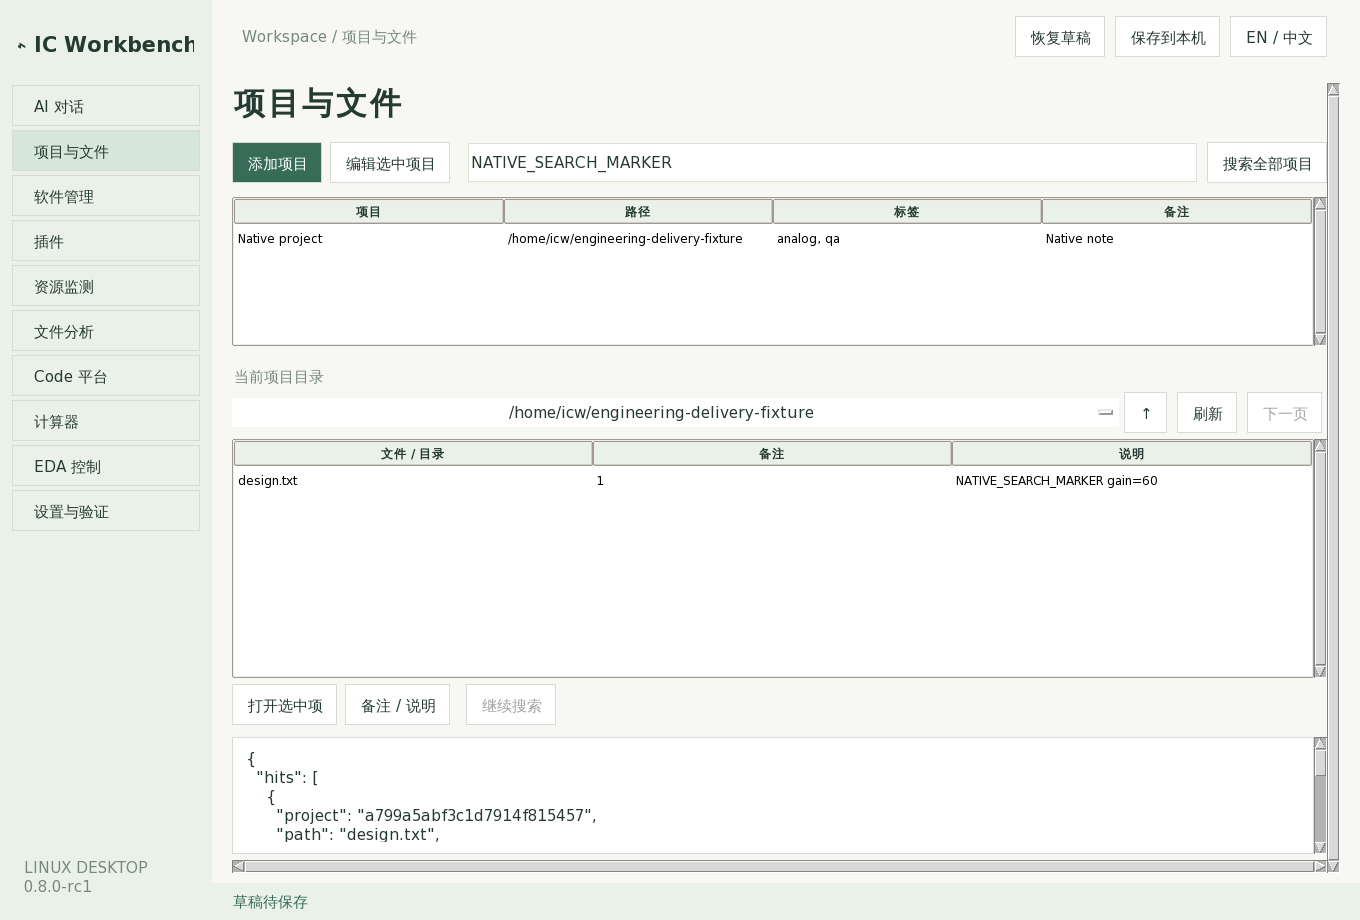 IC Workbench
AI 对话
项目与文件
软件管理
插件
资源监测
文件分析
Code 平台
计算器
EDA 控制
设置与验证
LINUX DESKTOP
0.8.0-rc1
Workspace / 项目与文件
恢复草稿
保存到本机
EN / 中文
项目与文件
添加项目
编辑选中项目
NATIVE_SEARCH_MARKER
搜索全部项目
项目 路径 标签 备注
Native project /home/icw/engineering-delivery-fixture analog, qa Native note
当前项目目录
/home/icw/engineering-delivery-fixture
↑
刷新
下一页
文件 / 目录 备注 说明
design.txt 1 NATIVE_SEARCH_MARKER gain=60
打开选中项
备注 / 说明
继续搜索
{
"hits": [
{
"project": "a799a5abf3c1d7914f815457",
"path": "design.txt",
草稿待保存